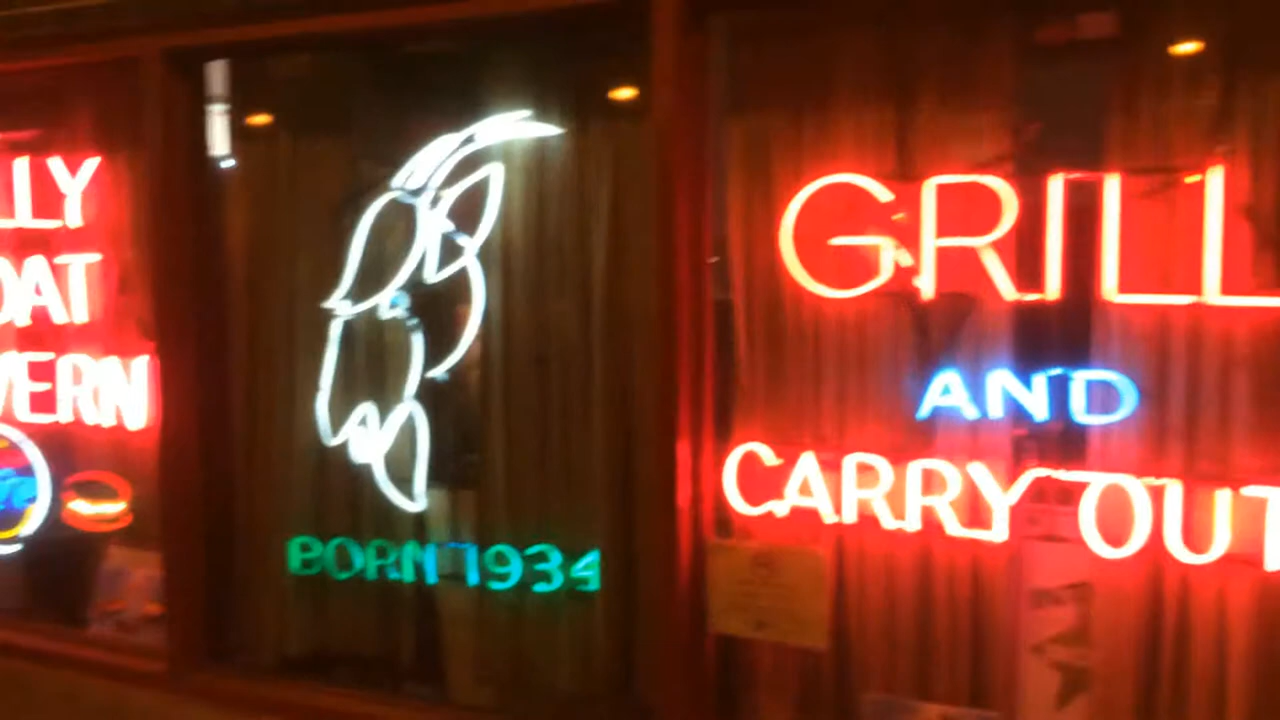 LLY
OAT
VERN
BORN 1934
GRILL
AND
CARRY OUT